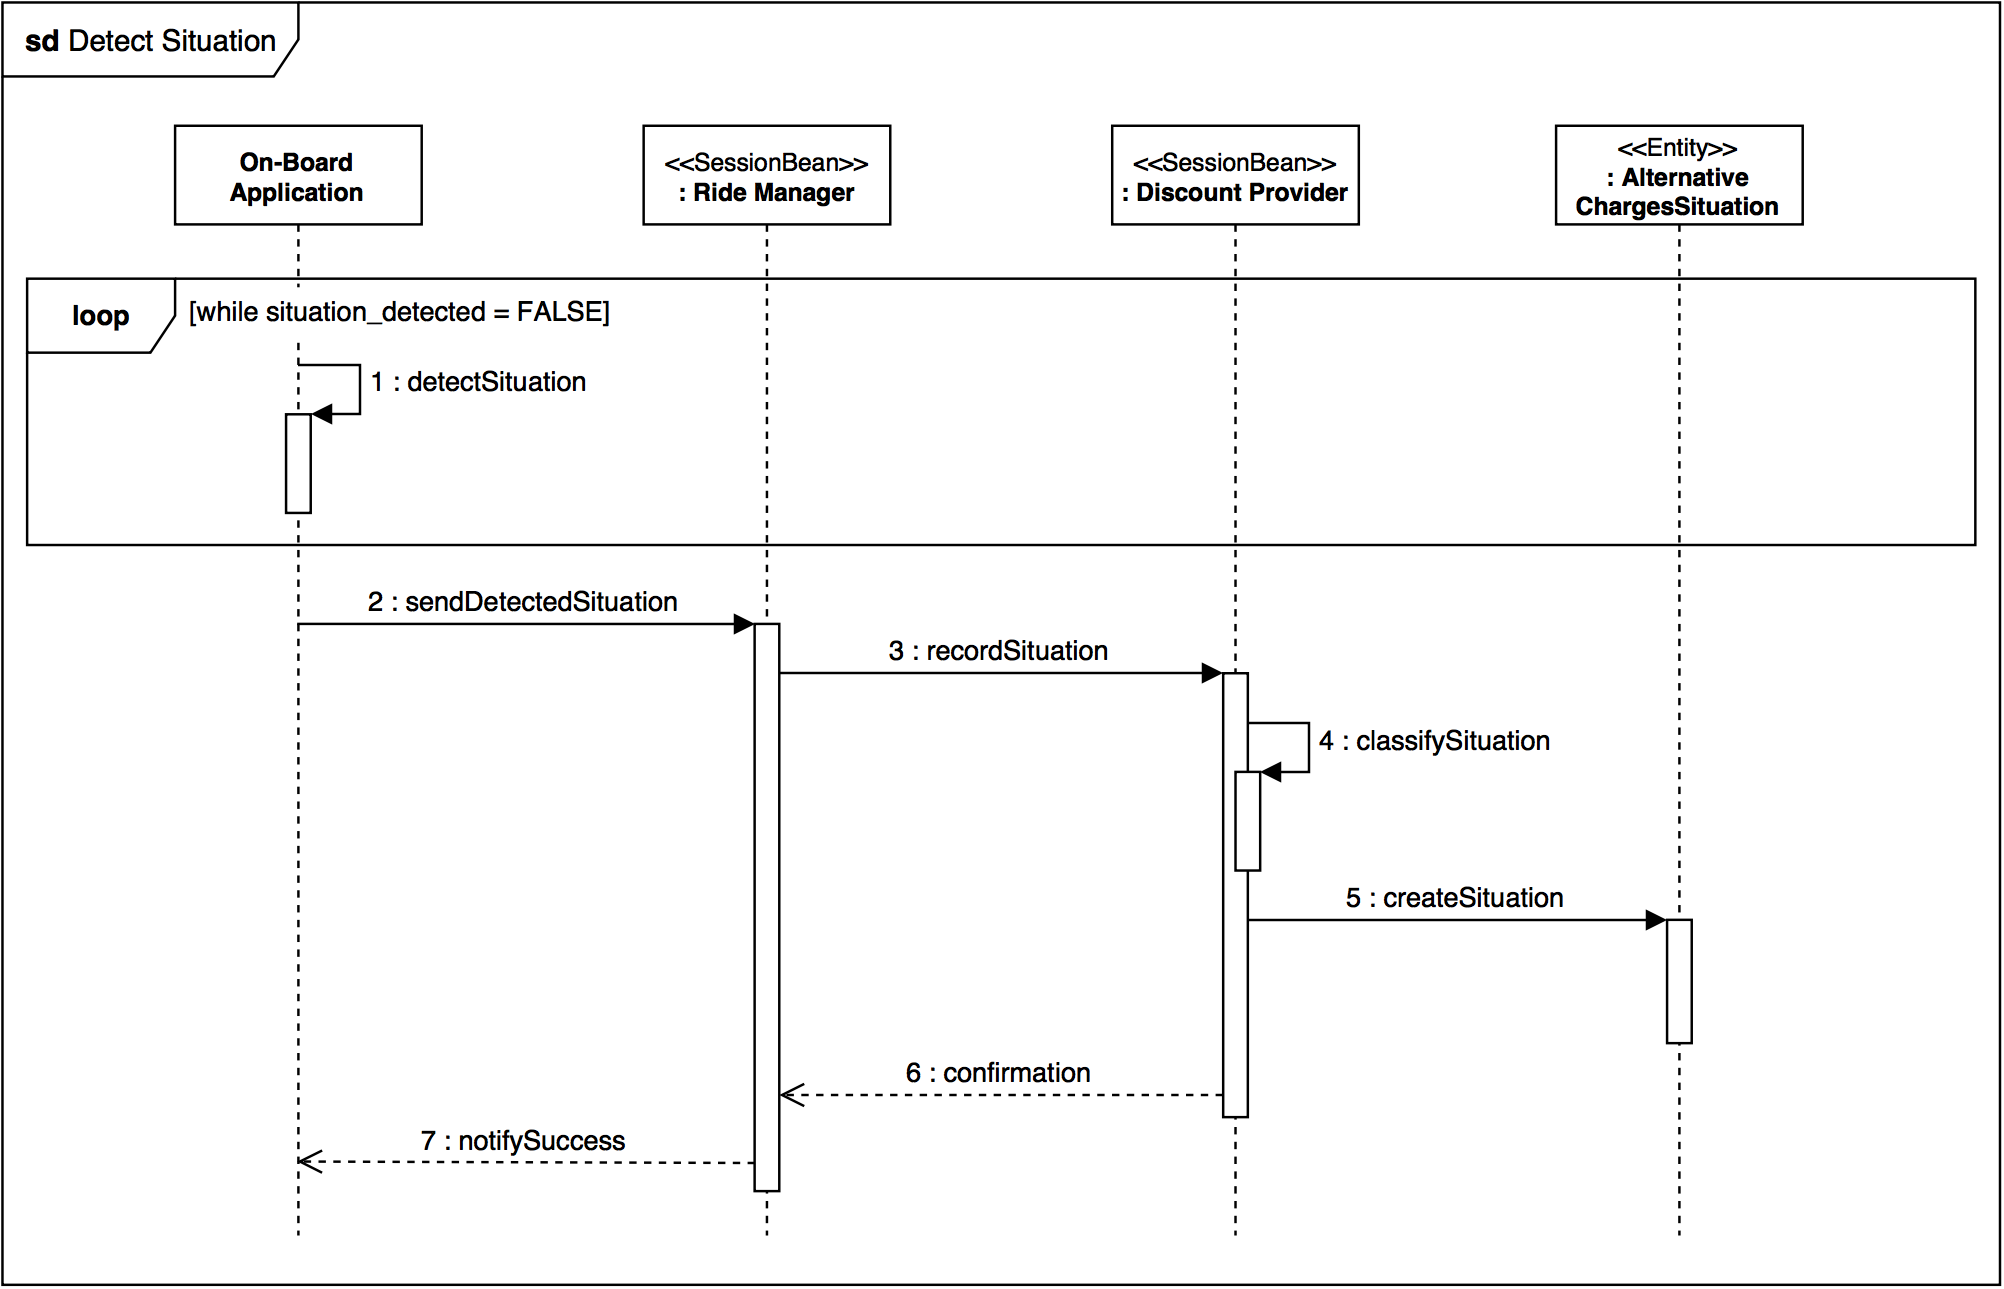 sd Detect Situation
On-Board
Application
<<SessionBean>>
: Ride Manager
<<SessionBean>>
: Discount Provider
<<Entity>>
: Alternative
ChargesSituation
loop
[while situation_detected = FALSE]
1 : detectSituation
2 : sendDetectedSituation
3 : recordSituation
4 : classifySituation
5 : createSituation
6 : confirmation
7 : notifySuccess